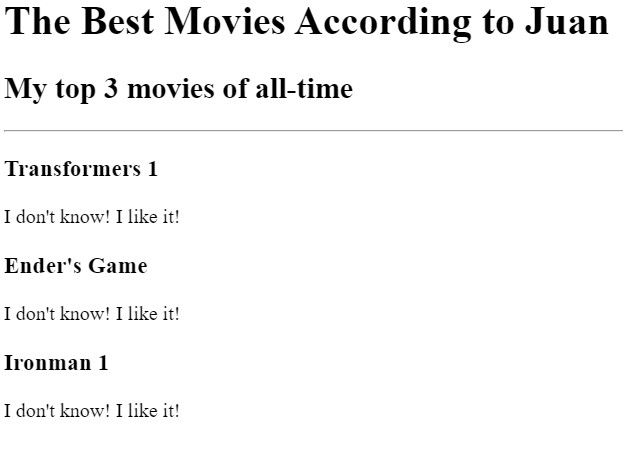 The Best Movies According to Juan
My top 3 movies of all-time
Transformers 1
I don't know! I like it!
Ender's Game
I don't know! I like it!
Ironman 1
I don't know! I like it!